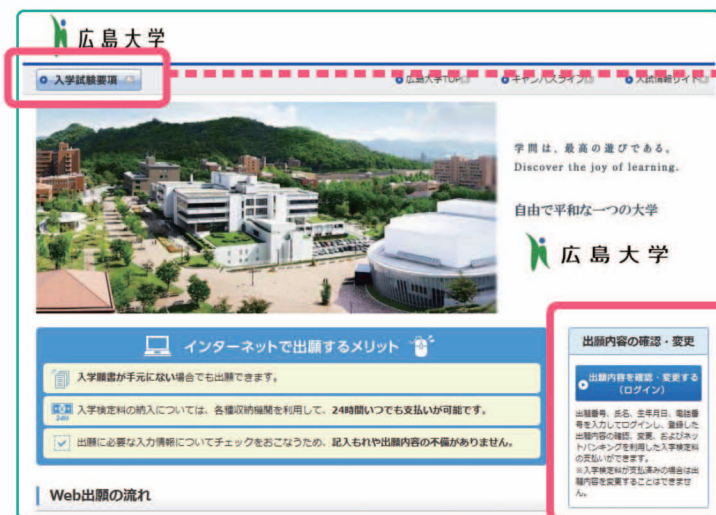 広島大学
入学試験要項
広島大学TOP
キャンパスライフ
入試情報サイト
学問は、最高の遊びである。
Discover the joy of learning.
自由で平和な一つの大学
広島大学
インターネットで出願するメリット
入学願書が手元にない場合でも出願できます。
入学検定料の納入については、各種収納機関を利用して、24時間いつでも支払いが可能です。
出願に必要な入力情報についてチェックをおこなうため、記入もれや出願内容の不備がありません。
出願内容の確認・変更
出願内容を確認・変更する
(ログイン)
出願番号、氏名、生年月日、電話番
号を入力してログインし、登録した
出願内容の確認、変更、およびネッ
トバンキングを利用した入学検定料
の支払いができます。
※入学検定料が支払済みの場合は出
願内容を変更することはできませ
ん。
Web出願の流れ